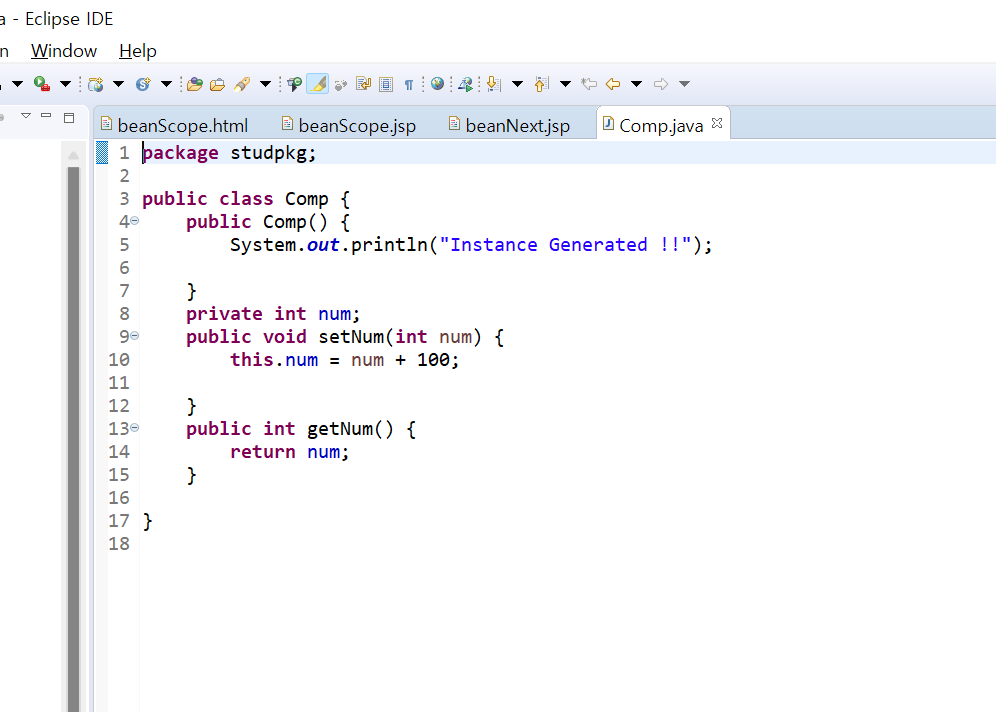 a - Eclipse IDE
n Window Help
beanScope.html beanScope.jsp beanNext.jsp Comp.java
1 package studpkg;
2
3 public class Comp {
4 public Comp() {
5 System.out.println("Instance Generated !!");
6
7 }
8 private int num;
9 public void setNum(int num) {
10 this.num = num + 100;
11
12 }
13 public int getNum() {
14 return num;
15 }
16
17 }
18